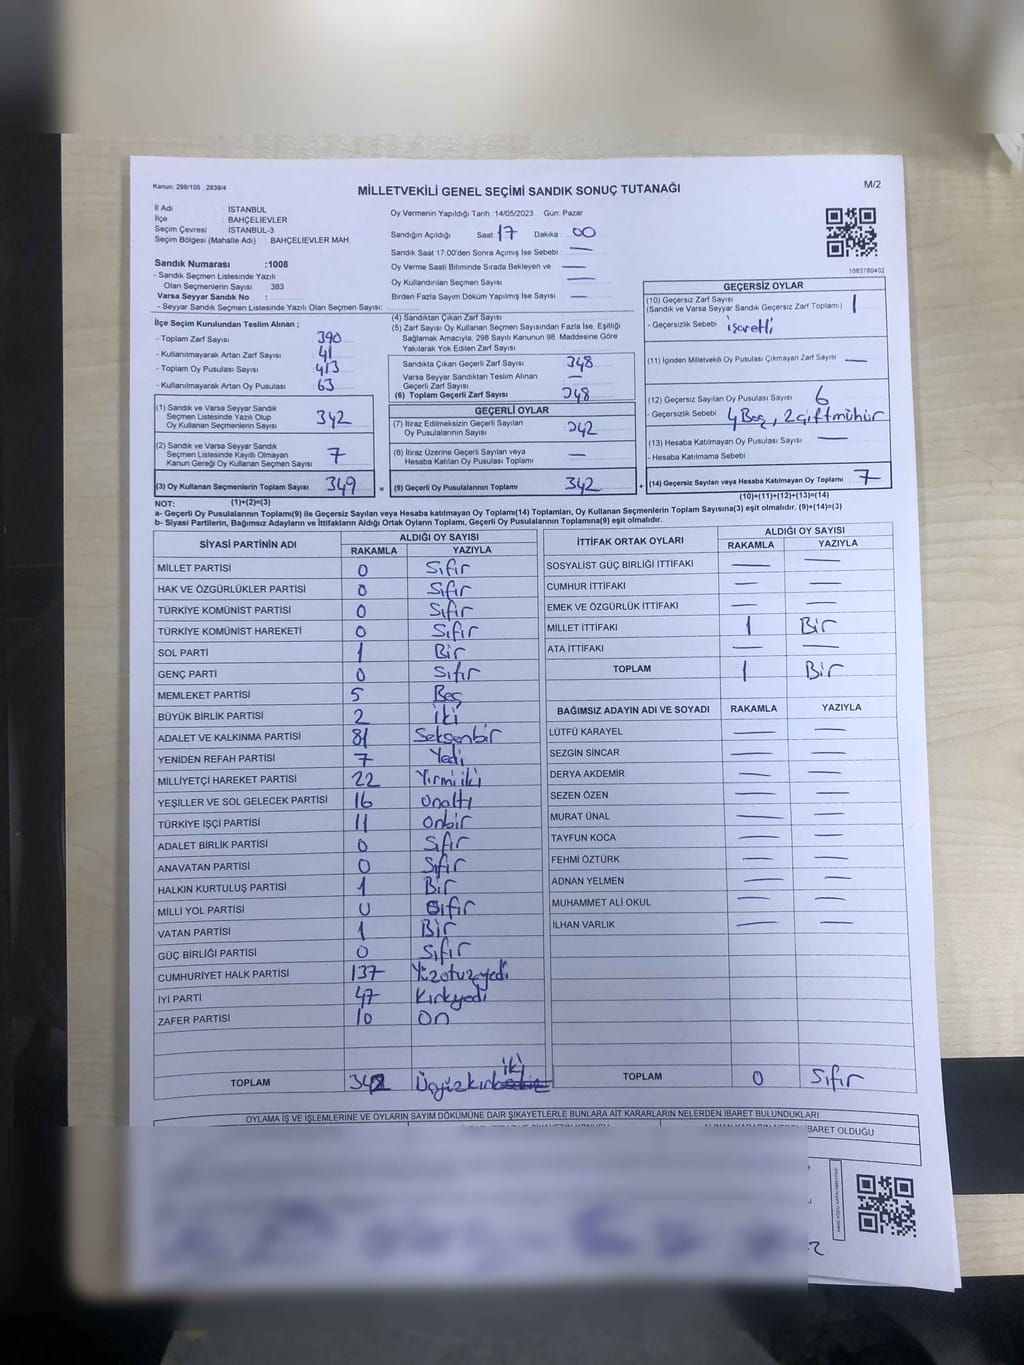 Kanun: 298/105 , 2839/4
MİLLETVEKİLİ GENEL SEÇİMİ SANDIK SONUÇ TUTANAĞI
M/2
İl Adı : İSTANBUL
İlçe : BAHÇELİEVLER
Seçim Çevresi : İSTANBUL-3
Seçim Bölgesi (Mahalle Adı) : BAHÇELİEVLER MAH.
Sandık Numarası :1008
- Sandık Seçmen Listesinde Yazılı
Olan Seçmenlerin Sayısı : 383
Varsa Seyyar Sandık No :
- Seyyar Sandık Seçmen Listesinde Yazılı Olan Seçmen Sayısı:
Oy Vermenin Yapıldığı Tarih :14/05/2023 Gün: Pazar
Sandığın Açıldığı Saat: 17 Dakika: 00
Sandık Saat 17:00'den Sonra Açımış İse Sebebi —
Oy Verme Saati Bitiminde Sırada Bekleyen ve —
Oy Kullandırılan Seçmen Sayısı —
Birden Fazla Sayım Döküm Yapılmış İse Sayısı —
1083780402
İlçe Seçim Kurulundan Teslim Alınan ;
- Toplam Zarf Sayısı 390
- Kullanılmayarak Artan Zarf Sayısı 41
- Toplam Oy Pusulası Sayısı 413
- Kullanılmayarak Artan Oy Pusulası 63
(1) Sandık ve Varsa Seyyar Sandık
Seçmen Listesinde Yazılı Olup
Oy Kullanan Seçmenlerin Sayısı 342
(2) Sandık ve Varsa Seyyar Sandık
Seçmen Listesinde Kayıtlı Olmayan
Kanun Gereği Oy Kullanan Seçmen Sayısı 7
(3) Oy Kullanan Seçmenlerin Toplam Sayısı 349
(4) Sandıktan Çıkan Zarf Sayısı
(5) Zarf Sayısı Oy Kullanan Seçmen Sayısından Fazla İse, Eşitliği
Sağlamak Amacıyla, 298 Sayılı Kanunun 98. Maddesine Göre
Yakılarak Yok Edilen Zarf Sayısı
Sandıkta Çıkan Geçerli Zarf Sayısı 348
Varsa Seyyar Sandıktan Teslim Alınan
Geçerli Zarf Sayısı —
(6) Toplam Geçerli Zarf Sayısı 348
GEÇERLİ OYLAR
(7) İtiraz Edilmeksizin Geçerli Sayılan
Oy Pusulalarının Sayısı 342
(8) İtiraz Üzerine Geçerli Sayılan veya
Hesaba Katılan Oy Pusulası Toplamı —
= (9) Geçerli Oy Pusulalarının Toplamı 342
GEÇERSİZ OYLAR
(10) Geçersiz Zarf Sayısı
(Sandık ve Varsa Seyyar Sandık Geçersiz Zarf Toplamı) 1
- Geçersizlik Sebebi işaretli
(11) İçinden Milletvekili Oy Pusulası Çıkmayan Zarf Sayısı —
(12) Geçersiz Sayılan Oy Pusulası Sayısı 6
- Geçersizlik Sebebi 4 Boş, 2 çift mühür
(13) Hesaba Katılmayan Oy Pusulası Sayısı —
- Hesaba Katılmama Sebebi
+ (14) Geçersiz Sayılan veya Hesaba Katılmayan Oy Toplamı 7
NOT: (1)+(2)=(3)
(10)+(11)+(12)+(13)=(14)
a- Geçerli Oy Pusulalarının Toplamı(9) ile Geçersiz Sayılan veya Hesaba katılmayan Oy Toplamı(14) Toplamları, Oy Kullanan Seçmenlerin Toplam Sayısına(3) eşit olmalıdır. (9)+(14)=(3)
b- Siyasi Partilerin, Bağımsız Adayların ve İttifakların Aldığı Ortak Oyların Toplamı, Geçerli Oy Pusulalarının Toplamına(9) eşit olmalıdır.
SİYASİ PARTİNİN ADI ALDIĞI OY SAYISI
RAKAMLA YAZIYLA
MİLLET PARTİSİ 0 Sıfır
HAK VE ÖZGÜRLÜKLER PARTİSİ 0 Sıfır
TÜRKİYE KOMÜNİST PARTİSİ 0 Sıfır
TÜRKİYE KOMÜNİST HAREKETİ 0 Sıfır
SOL PARTİ 1 Bir
GENÇ PARTİ 0 Sıfır
MEMLEKET PARTİSİ 5 Beş
BÜYÜK BİRLİK PARTİSİ 2 İki
ADALET VE KALKINMA PARTİSİ 81 Seksenbir
YENİDEN REFAH PARTİSİ 7 Yedi
MİLLİYETÇİ HAREKET PARTİSİ 22 Yirmi iki
YEŞİLLER VE SOL GELECEK PARTİSİ 16 onaltı
TÜRKİYE İŞÇİ PARTİSİ 11 onbir
ADALET BİRLİK PARTİSİ 0 Sıfır
ANAVATAN PARTİSİ 0 Sıfır
HALKIN KURTULUŞ PARTİSİ 1 Bir
MİLLİ YOL PARTİSİ 0 Sıfır
VATAN PARTİSİ 1 Bir
GÜÇ BİRLİĞİ PARTİSİ 0 Sıfır
CUMHURİYET HALK PARTİSİ 137 Yüzotuzyedi
İYİ PARTİ 47 Kırkyedi
ZAFER PARTİSİ 10 On
TOPLAM 342 Üçyüzkırk iki
İTTİFAK ORTAK OYLARI ALDIĞI OY SAYISI
RAKAMLA YAZIYLA
SOSYALİST GÜÇ BİRLİĞİ İTTİFAKI — —
CUMHUR İTTİFAKI — —
EMEK VE ÖZGÜRLÜK İTTİFAKI — —
MİLLET İTTİFAKI 1 Bir
ATA İTTİFAKI — —
TOPLAM 1 Bir
BAĞIMSIZ ADAYIN ADI VE SOYADI RAKAMLA YAZIYLA
LÜTFÜ KARAYEL — —
SEZGİN SİNCAR — —
DERYA AKDEMİR — —
SEZEN ÖZEN — —
MURAT ÜNAL — —
TAYFUN KOCA — —
FEHMİ ÖZTÜRK — —
ADNAN YELMEN — —
MUHAMMET ALİ OKUL — —
İLHAN VARLIK — —
TOPLAM 0 Sıfır
OYLAMA İŞ VE İŞLEMLERİNE VE OYLARIN SAYIM DÖKÜMÜNE DAİR ŞİKAYETLERLE BUNLARA AİT KARARLARIN NELERDEN İBARET BULUNDUKLARI
BARET OLDUĞU